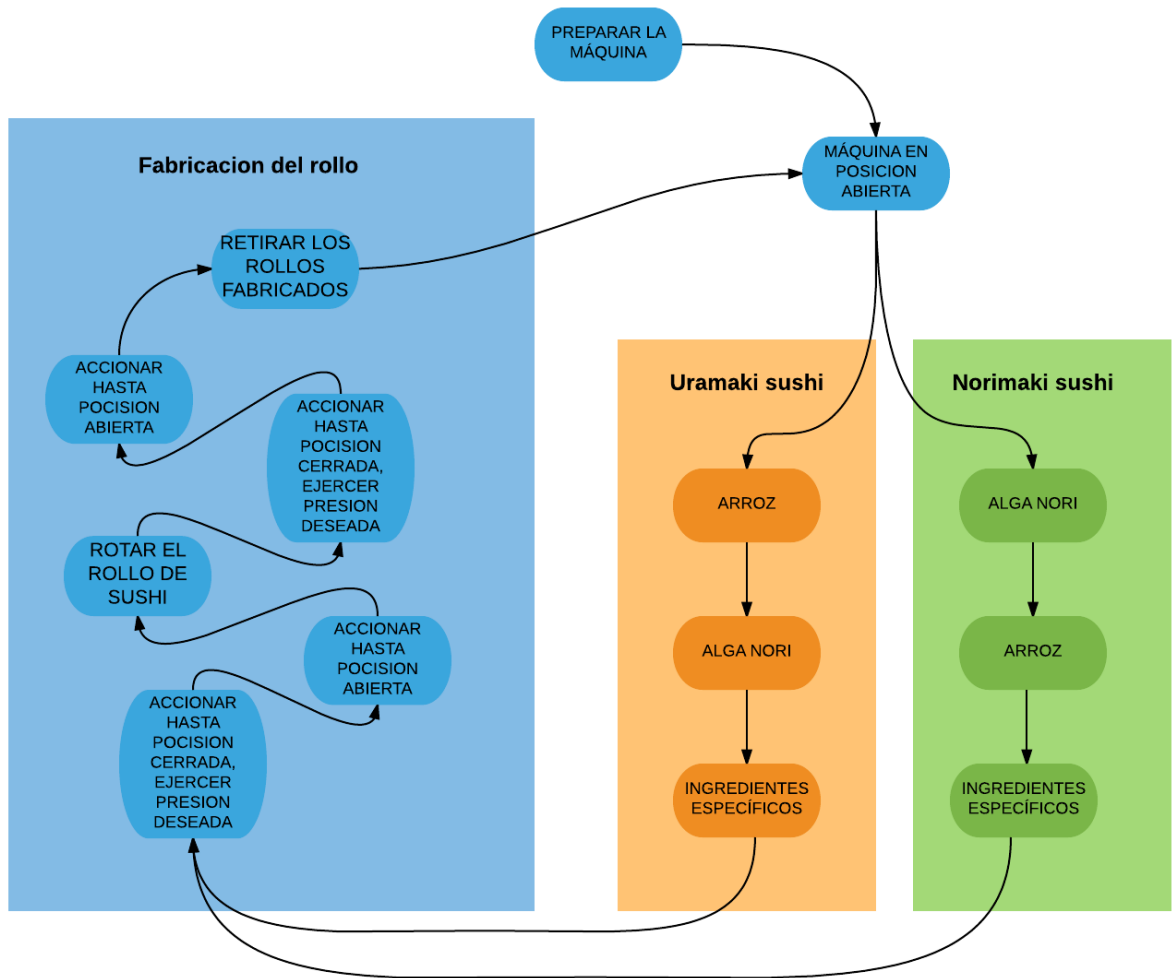 PREPARAR LA
MÁQUINA
MÁQUINA EN
POSICION
ABIERTA
Fabricacion del rollo
RETIRAR LOS
ROLLOS
FABRICADOS
ACCIONAR
HASTA
POCISION
ABIERTA
ACCIONAR
HASTA
POCISION
CERRADA,
EJERCER
PRESION
DESEADA
ROTAR EL
ROLLO DE
SUSHI
ACCIONAR
HASTA
POCISION
ABIERTA
ACCIONAR
HASTA
POCISION
CERRADA,
EJERCER
PRESION
DESEADA
Uramaki sushi
ARROZ
ALGA NORI
INGREDIENTES
ESPECÍFICOS
Norimaki sushi
ALGA NORI
ARROZ
INGREDIENTES
ESPECÍFICOS